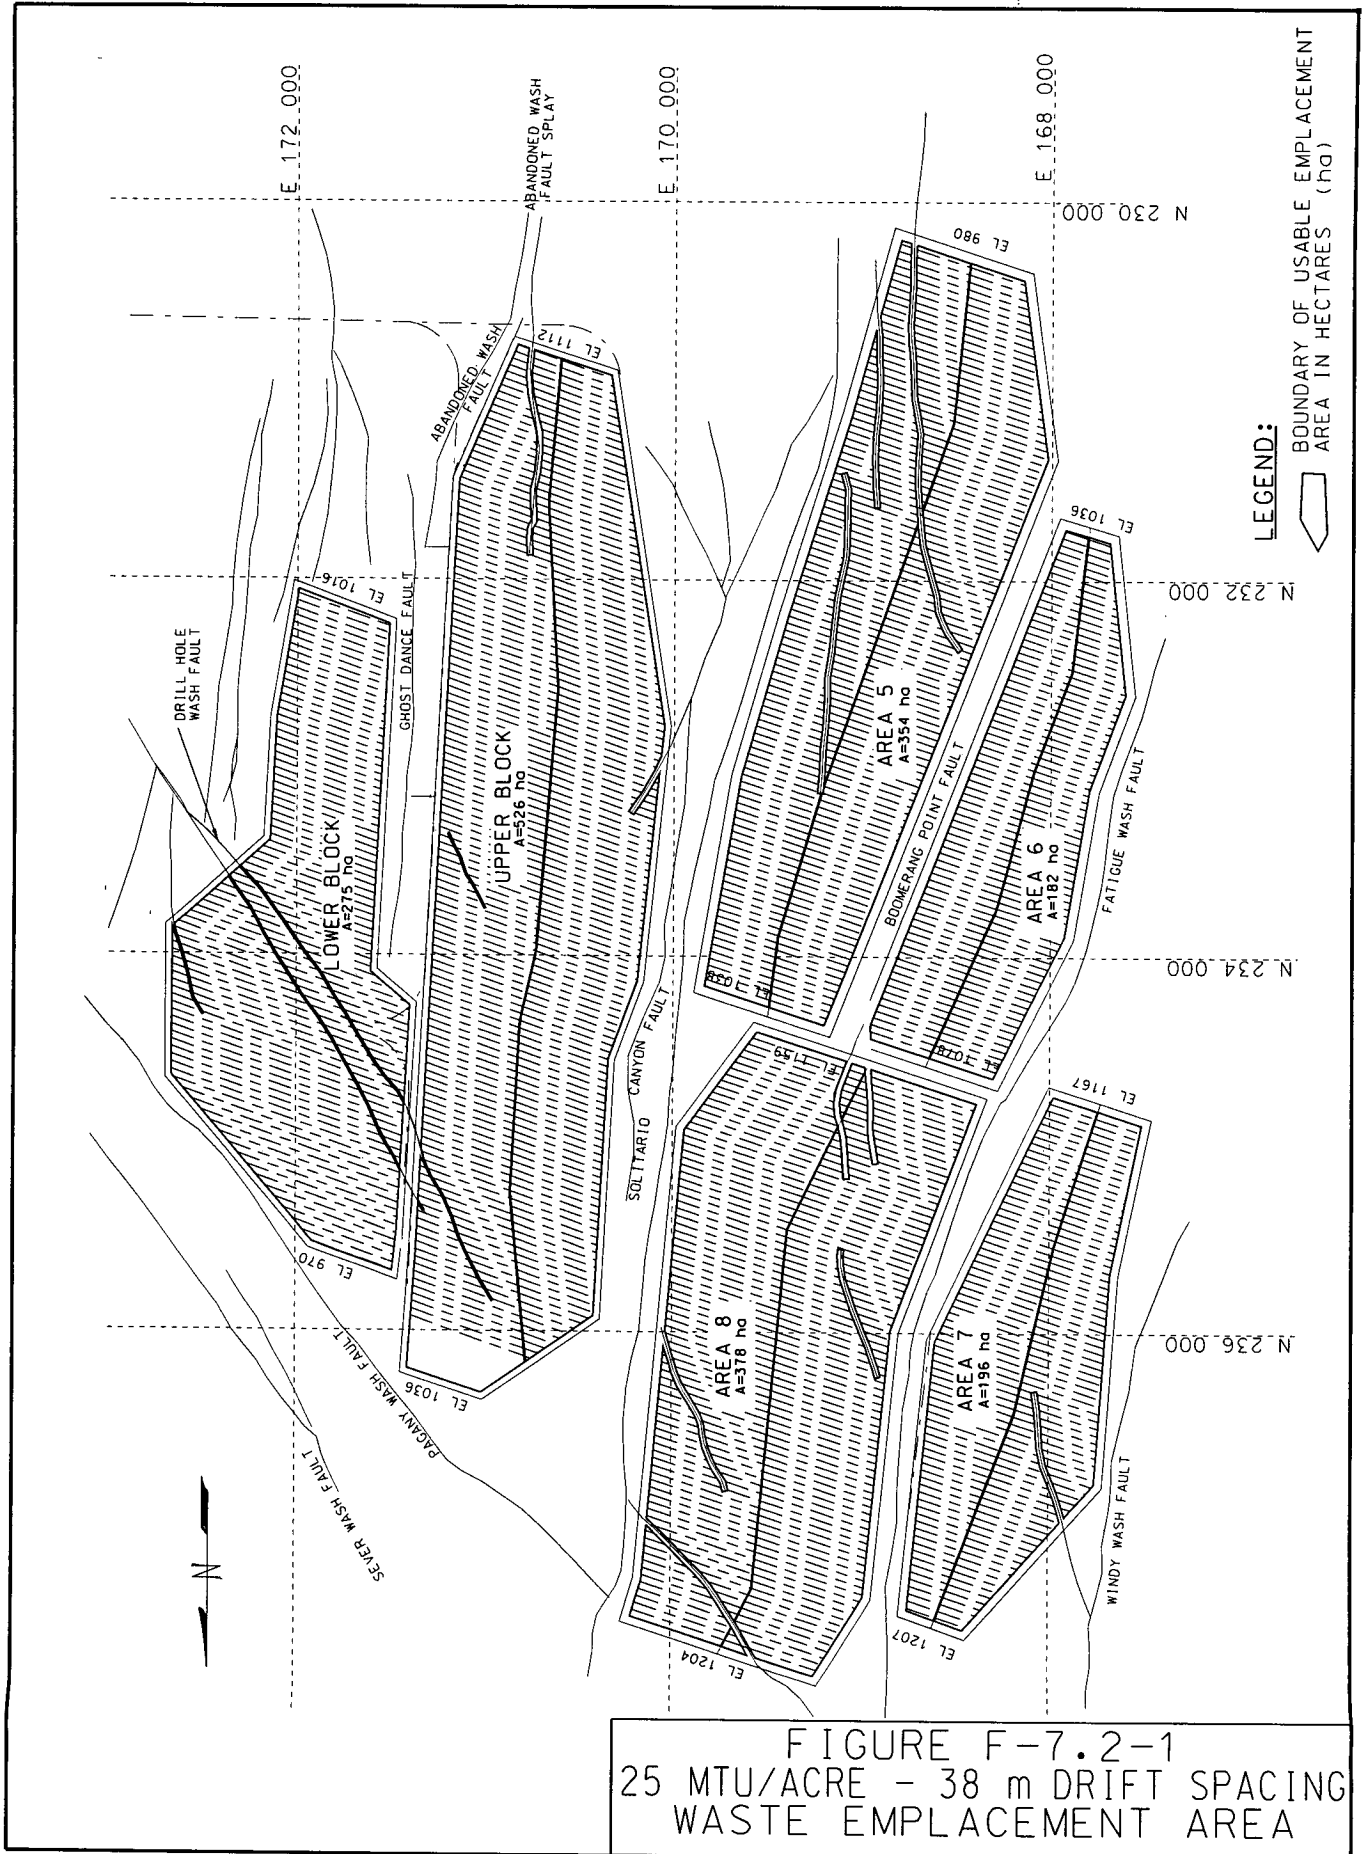 E 172 000
E 170 000
E 168 000
N 230 000
N 232 000
N 234 000
N 236 000
ABANDONED WASH
FAULT SPLAY
ABANDONED WASH
FAULT
DRILL HOLE
WASH FAULT
GHOST DANCE FAULT
LOWER BLOCK
A=275 ha
EL 1016
EL 970
UPPER BLOCK
A=526 ha
EL 1112
EL 1036
SOLITARIO CANYON FAULT
PAGANY WASH FAULT
SEVER WASH FAULT
AREA 5
A=354 ha
EL 980
EL 1038
BOOMERANG POINT FAULT
AREA 6
A=182 ha
EL 1036
EL 1078
FATIGUE WASH FAULT
AREA 8
A=378 ha
EL 1159
EL 1204
AREA 7
A=196 ha
EL 1167
EL 1207
WINDY WASH FAULT
N
LEGEND:
BOUNDARY OF USABLE EMPLACEMENT
AREA IN HECTARES (ha)
FIGURE F-7.2-1
25 MTU/ACRE - 38 m DRIFT SPACING
WASTE EMPLACEMENT AREA